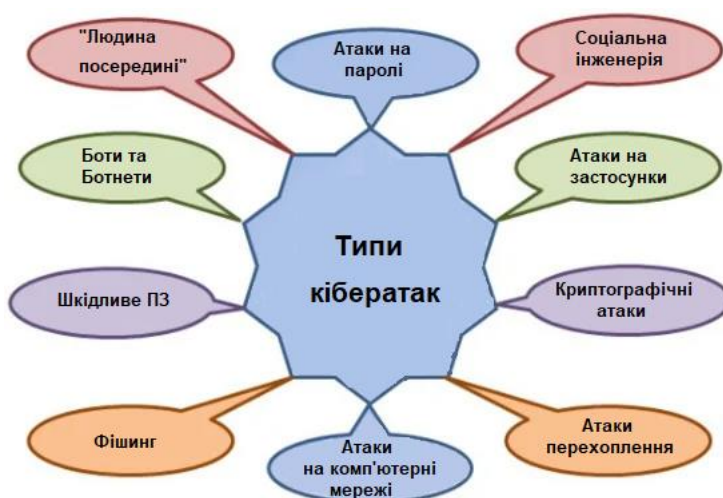 "Людина
посередині"
Атаки на
паролі
Соціальна
інженерія
Боти та
Ботнети
Атаки на
застосунки
Типи
кібератак
Шкідливе ПЗ
Криптографічні
атаки
Фішинг
Атаки
на комп'ютерні
мережі
Атаки
перехоплення